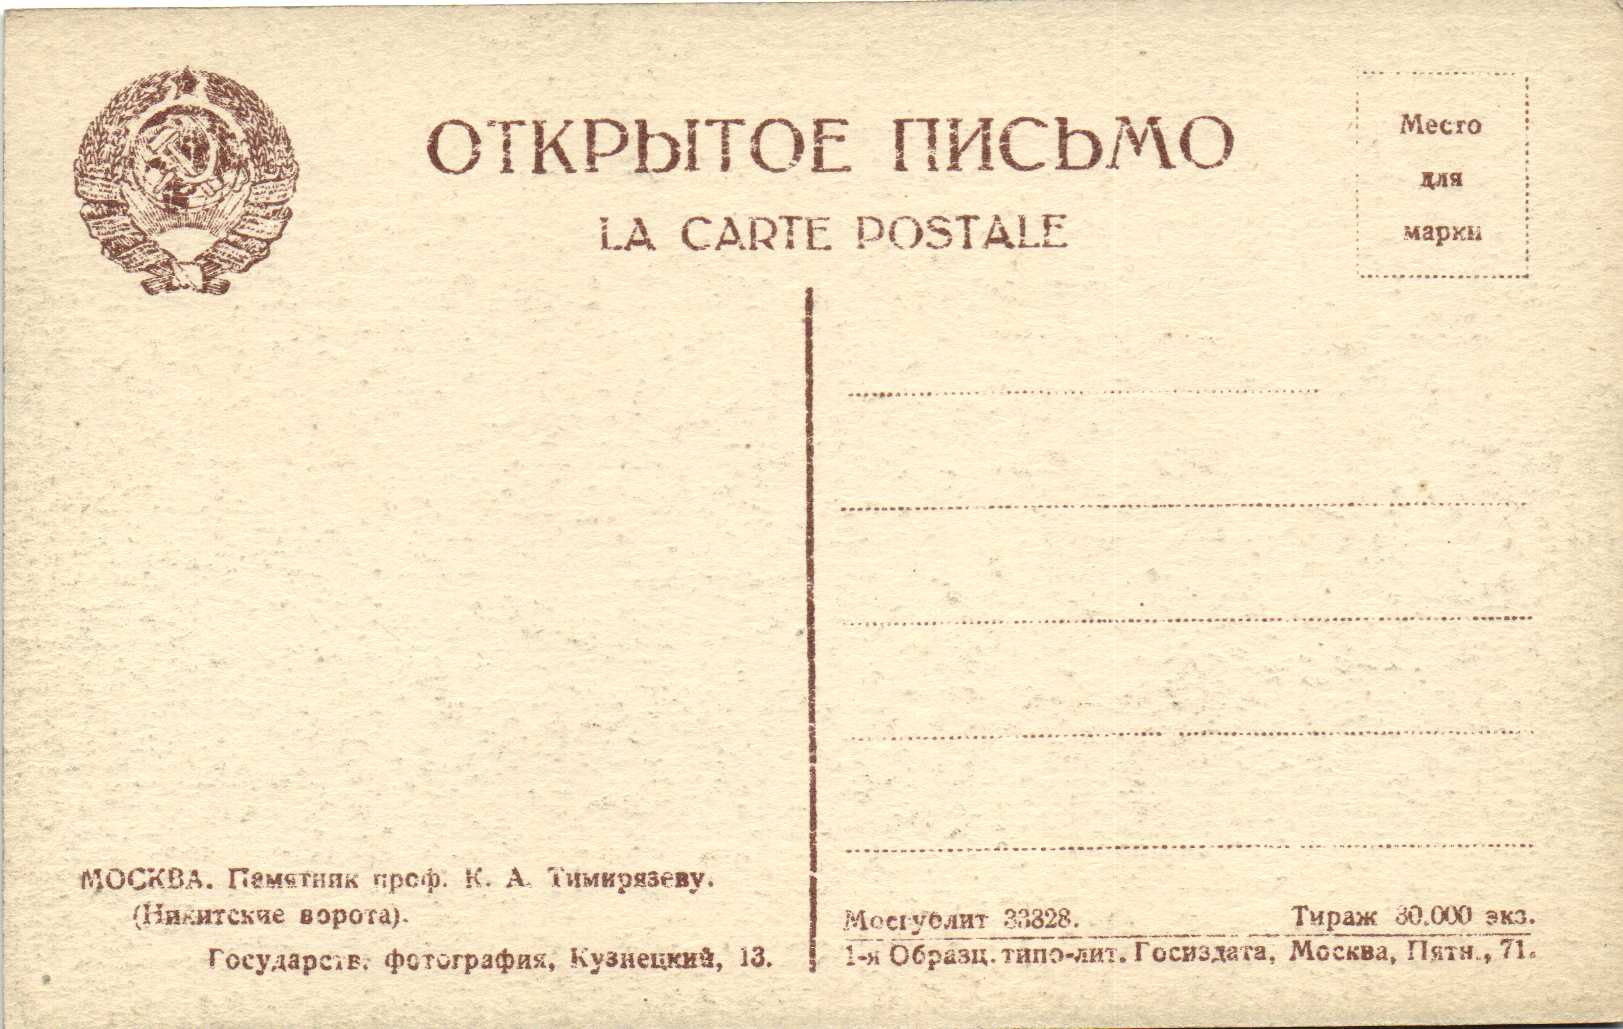 ОТКРЫТОЕ ПИСЬМО
LA CARTE POSTALE
Место
для
марки
МОСКВА. Памятник проф. К. А. Тимирязеву.
(Никитские ворота).
Государств. фотография, Кузнецкий, 13.
Мосгублит 33828. Тираж 30.000 экз.
1-я Образц. типо-лит. Госиздата, Москва, Пятн., 71.